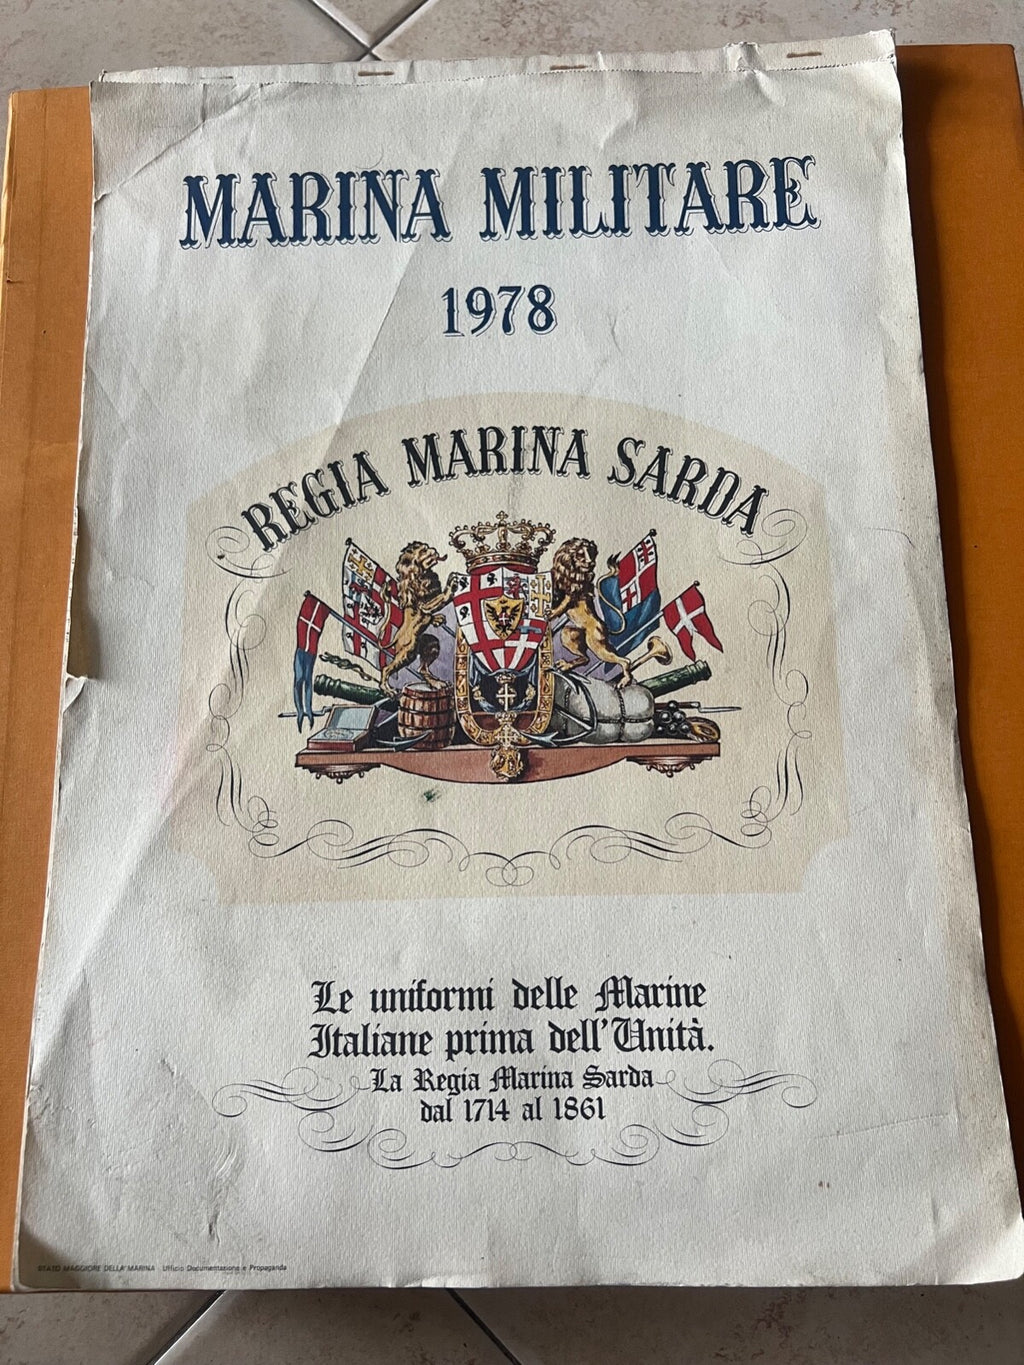 MARINA MILITARE
1978
REGIA MARINA SARDA
Le uniformi delle Marine
Italiane prima dell'Unità.
La Regia Marina Sarda
dal 1714 al 1861
STATO MAGGIORE DELLA MARINA Ufficio Documentazione e Propaganda